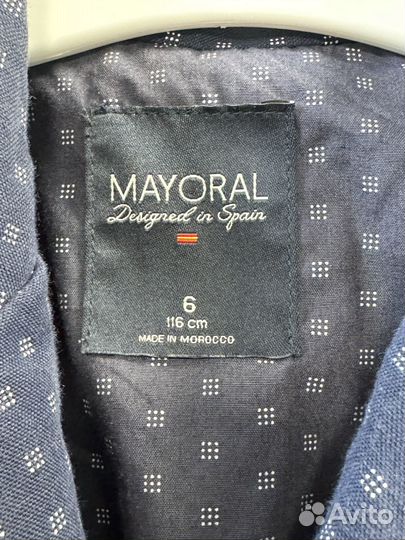 MAYORAL
Designed in Spain
6
116 cm
MADE IN MOROCCO
Avito